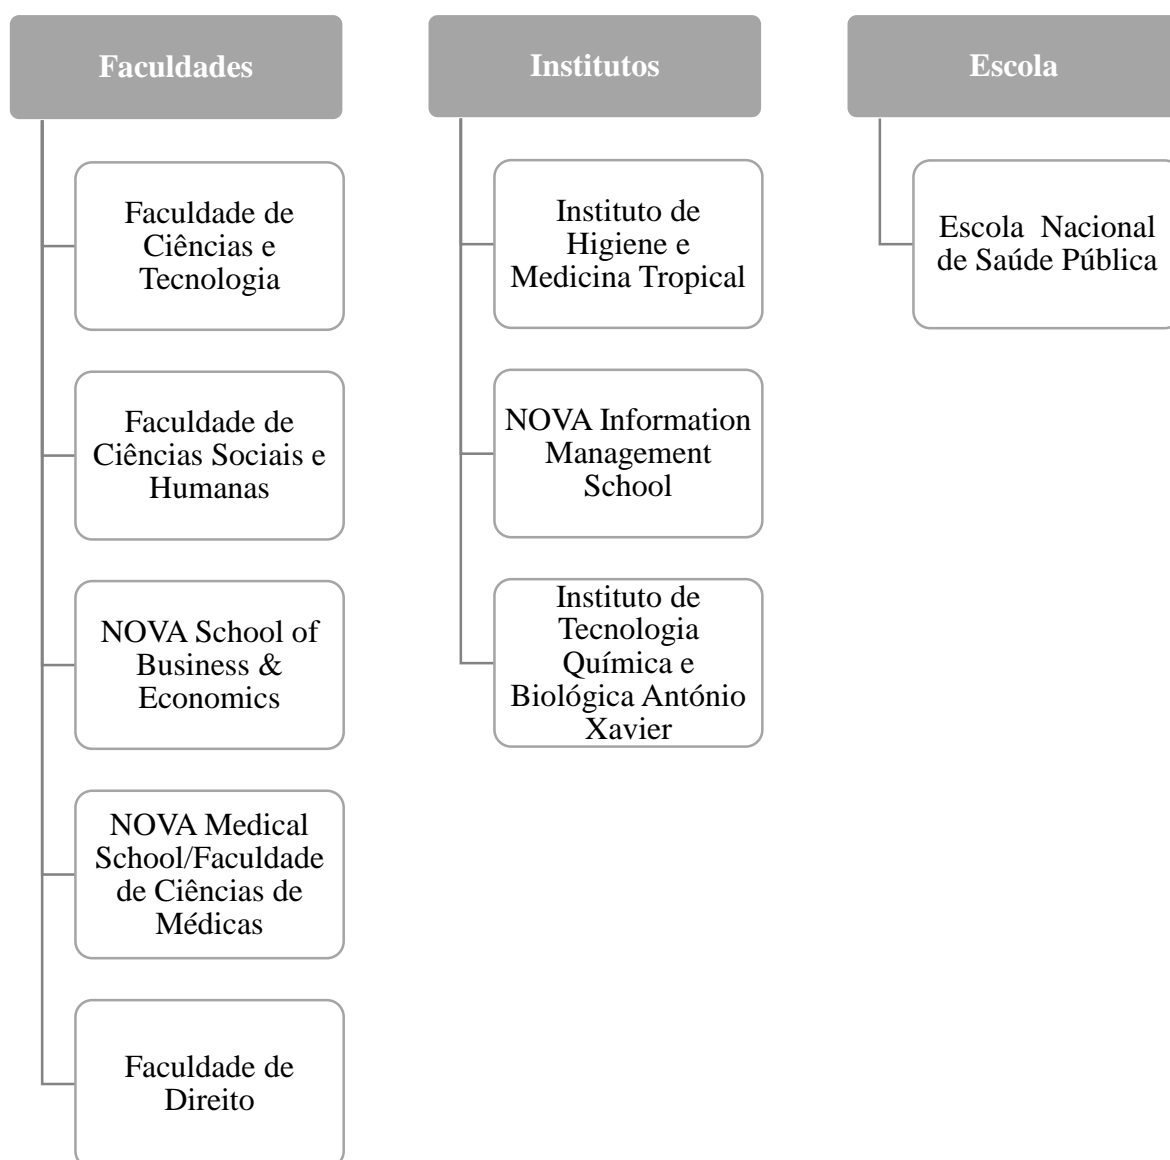 Faculdades
Faculdade de
Ciências e
Tecnologia
Faculdade de
Ciências Sociais e
Humanas
NOVA School of
Business &
Economics
NOVA Medical
School/Faculdade
de Ciências de
Médicas
Faculdade de
Direito
Institutos
Instituto de
Higiene e
Medicina Tropical
NOVA Information
Management
School
Instituto de
Tecnologia
Química e
Biológica António
Xavier
Escola
Escola Nacional
de Saúde Pública